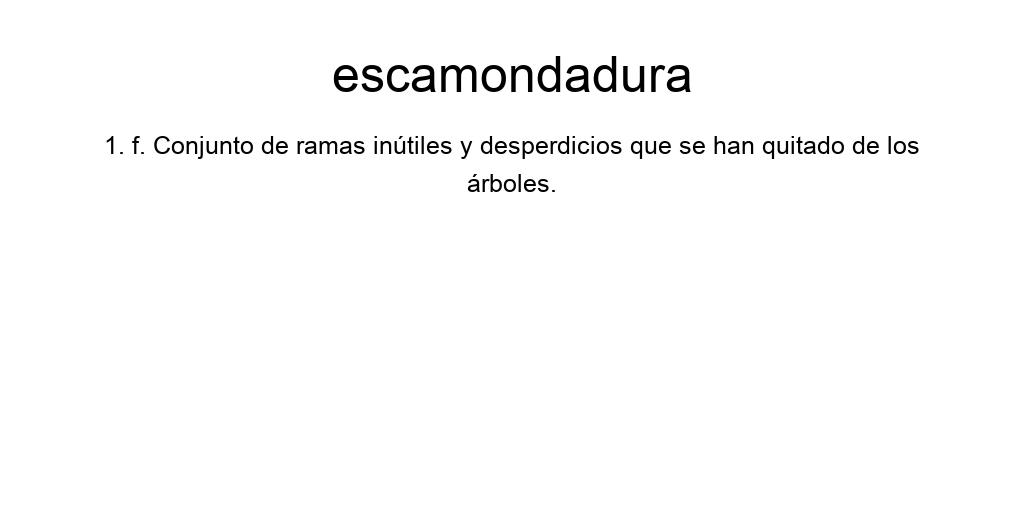 escamondadura
1. f. Conjunto de ramas inútiles y desperdicios que se han quitado de los
árboles.